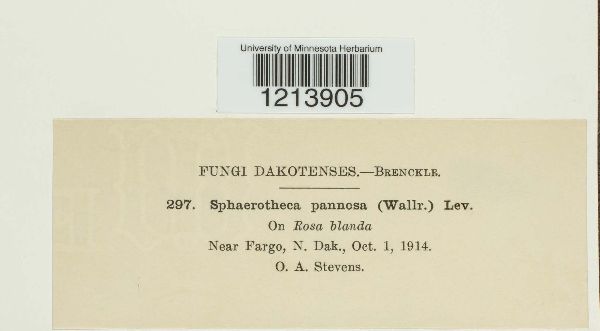 University of Minnesota Herbarium
1213905
FUNGI DAKOTENSES.—BRENCKLE.
297. Sphaerotheca pannosa (Wallr.) Lev.
On Rosa blanda
Near Fargo, N. Dak., Oct. 1, 1914.
O. A. Stevens.